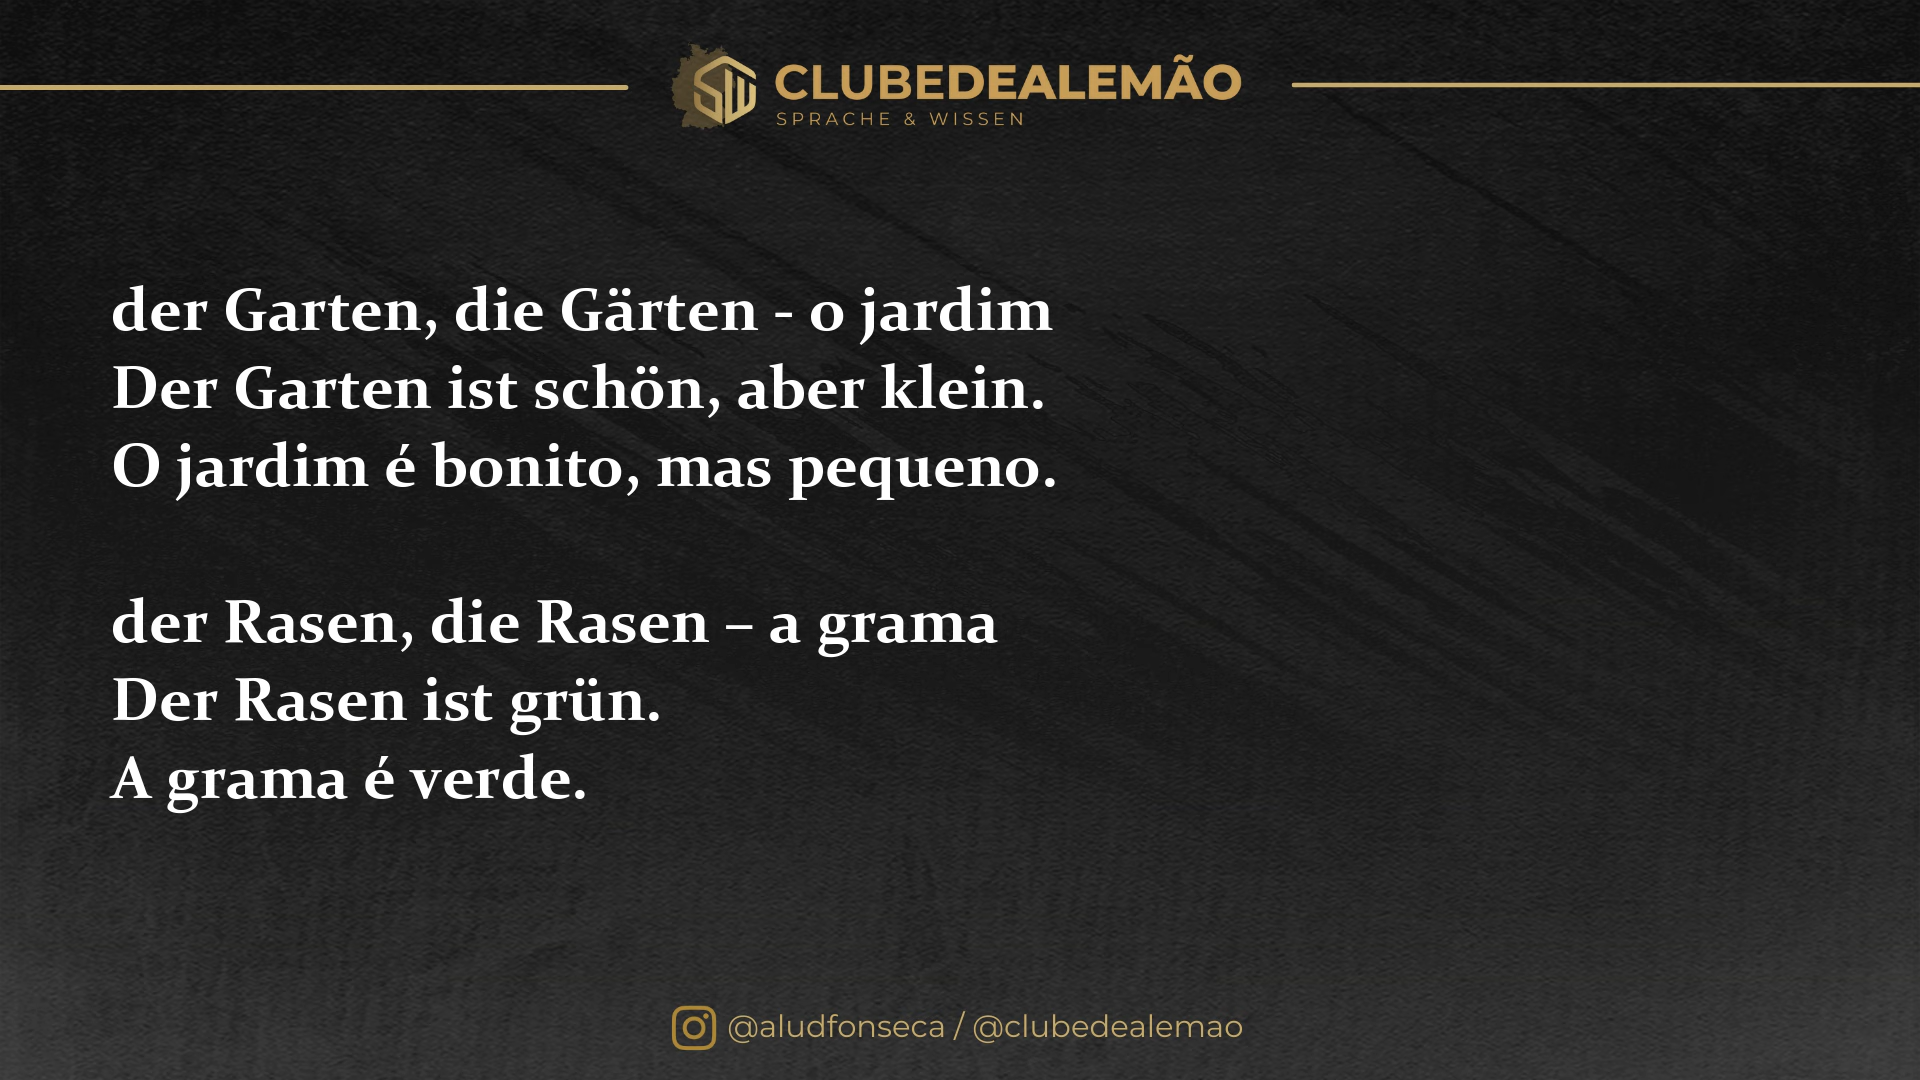 CLUBEDEALEMÃO
SPRACHE & WISSEN
der Garten, die Gärten - o jardim
Der Garten ist schön, aber klein.
O jardim é bonito, mas pequeno.
der Rasen, die Rasen – a grama
Der Rasen ist grün.
A grama é verde.
@aludfonseca / @clubedealemao